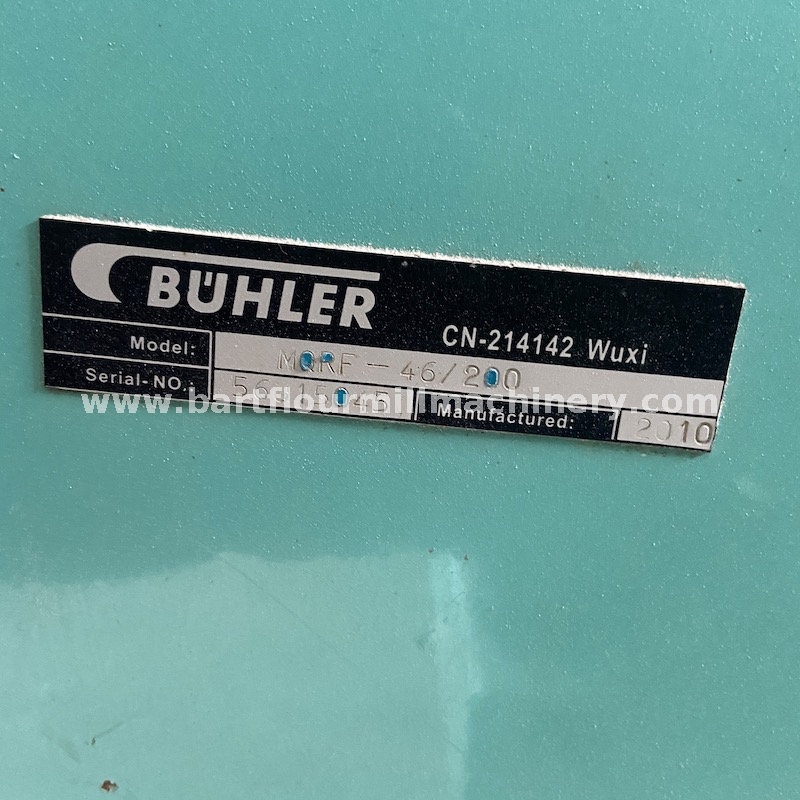 BÜHLER
CN-214142 Wuxi
Model: MQRF-46/200
Serial-NO.:
Manufactured: 2010
www.bartflourmillmachinery.com